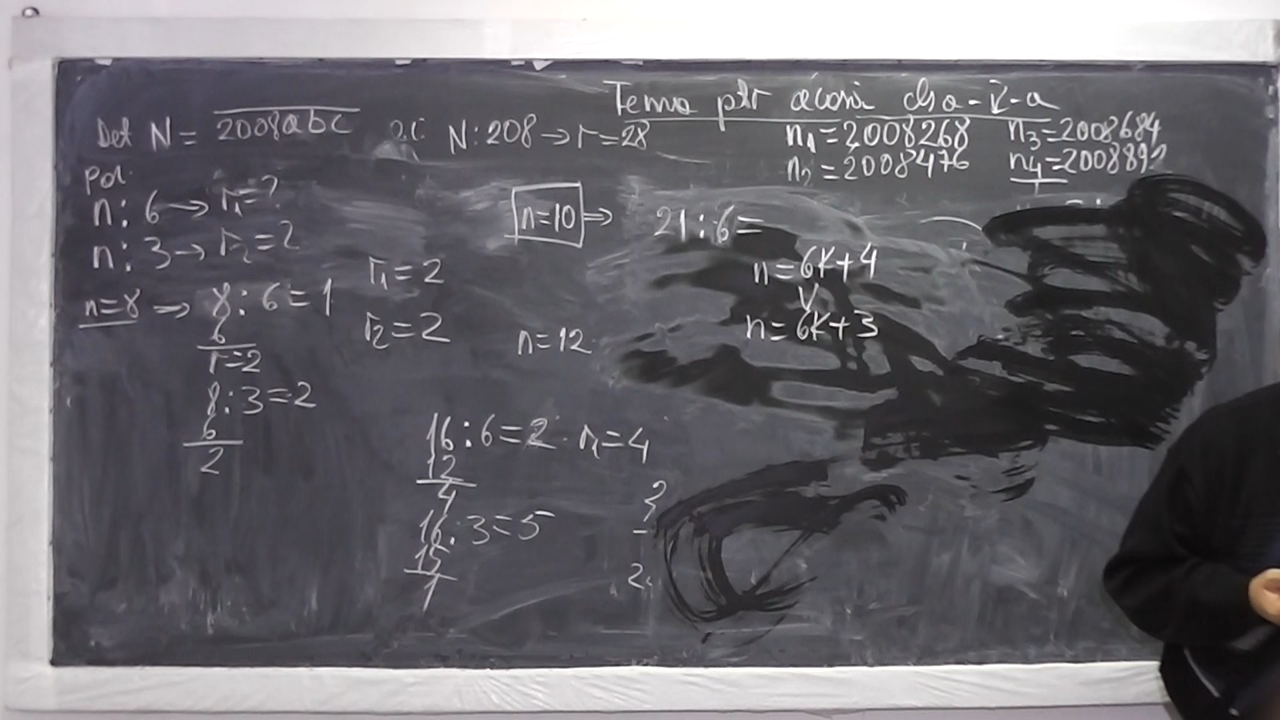 Tema ptr acasă cls a-V-a
Det N = 2008abc N:208→r=28
n₁=2008268 n₃=2008684
n₂=2008476 n₄=2008892
n:6→r₁=?
n:3→r₂=2
n=10⇒ 21:6=
n=6K+4
n=6K+3
n=8⇒ 8:6=1
6
r=2
r₁=2
r₂=2
n=12
8:3=2
6
2
16:6=2 r₁=4
12
4
16:3=5
15
1